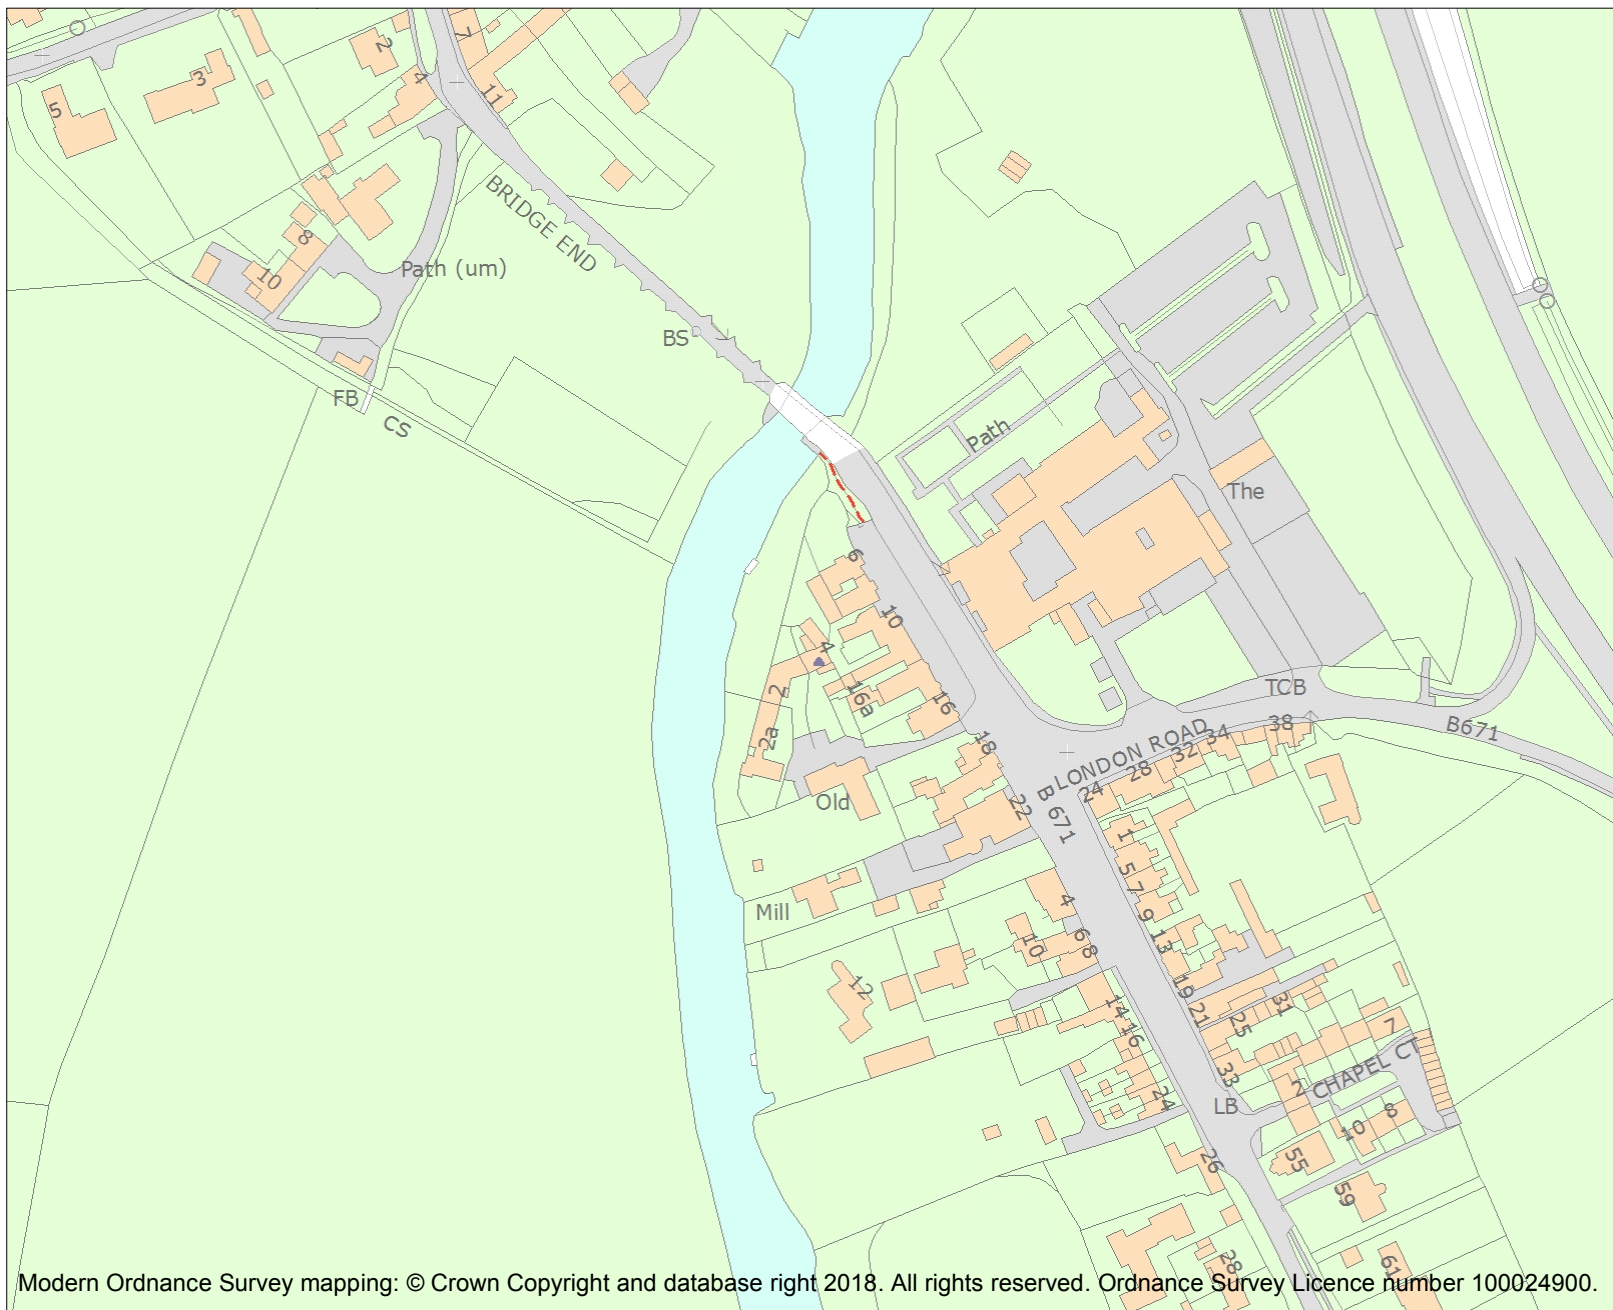 2
7
3
4
5
11
BRIDGE END
8
10
Path (um)
BS
FB
CS
Path
The
6
10
4
2
16a
16
2a
18
TCB
38
34
32
LONDON ROAD
B671
28
24
22
B 671
Old
1
5
7
Mill
4
9
6
8
10
13
12
19
14
21
31
25
16
7
33
2
CHAPEL CT
24
LB
8
10
26
55
59
28
61
Modern Ordnance Survey mapping: © Crown Copyright and database right 2018. All rights reserved. Ordnance Survey Licence number 100024900.